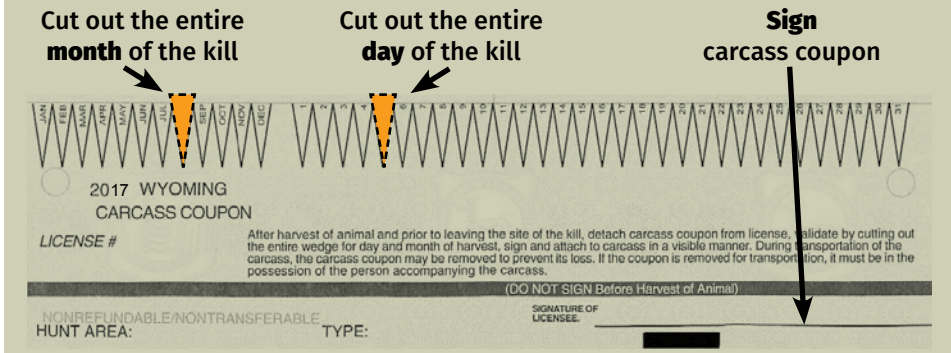 Cut out the entire
month of the kill
Cut out the entire
day of the kill
Sign
carcass coupon
JAN FEB MAR APR MAY JUN JUL SEP OCT NOV DEC 1 2 3 4 6 7 8 9 10 11 12 13 14 15 16 17 18 19 20 21 22 23 24 25 26 27 28 29 30 31
2017 WYOMING
CARCASS COUPON
LICENSE #
After harvest of animal and prior to leaving the site of the kill, detach carcass coupon from license, validate by cutting out
the entire wedge for day and month of harvest, sign and attach to carcass in a visible manner. During transportation of the
carcass, the carcass coupon may be removed to prevent its loss. If the coupon is removed for transportation, it must be in the
possession of the person accompanying the carcass.
(DO NOT SIGN Before Harvest of Animal)
NONREFUNDABLE/NONTRANSFERABLE
SIGNATURE OF
LICENSEE.
HUNT AREA: TYPE: